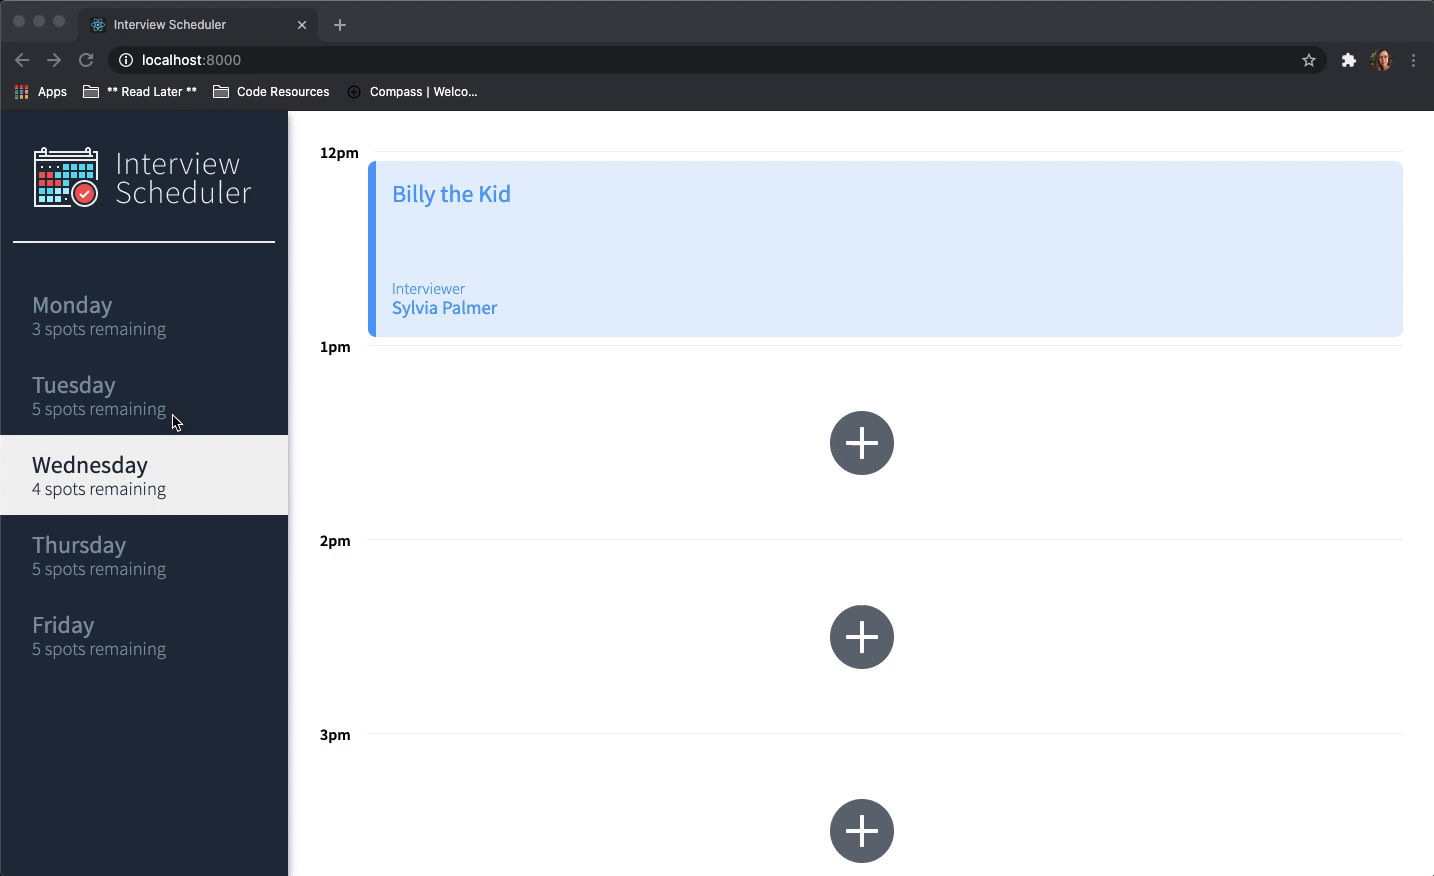 Interview Scheduler
localhost:8000
Apps
** Read Later **
Code Resources
Compass | Welco...
Interview
Scheduler
Monday
3 spots remaining
Tuesday
5 spots remaining
Wednesday
4 spots remaining
Thursday
5 spots remaining
Friday
5 spots remaining
12pm
Billy the Kid
Interviewer
Sylvia Palmer
1pm
2pm
3pm